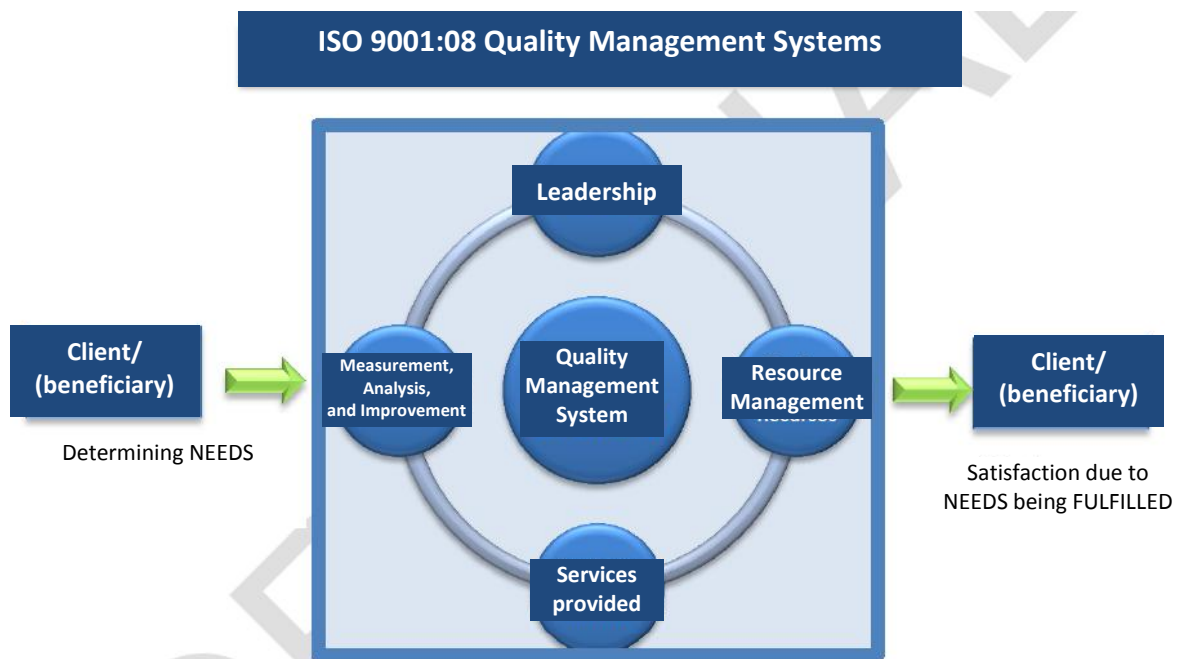 ISO 9001:08 Quality Management Systems
Leadership
Client/
(beneficiary)
Determining NEEDS
Measurement,
Analysis,
and Improvement
Quality
Management
System
Resource
Management
Services
provided
Client/
(beneficiary)
Satisfaction due to
NEEDS being FULFILLED